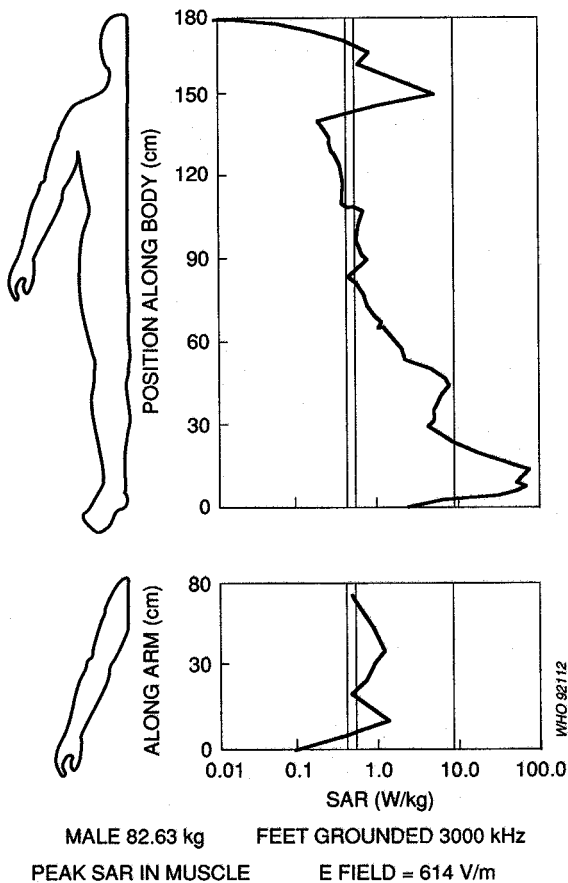 180
150
120
90
60
30
0
POSITION ALONG BODY (cm)
80
30
0
ALONG ARM (cm)
0.01 0.1 1.0 10.0 100.0
SAR (W/kg)
WHO 92112
MALE 82.63 kg FEET GROUNDED 3000 kHz
PEAK SAR IN MUSCLE E FIELD = 614 V/m